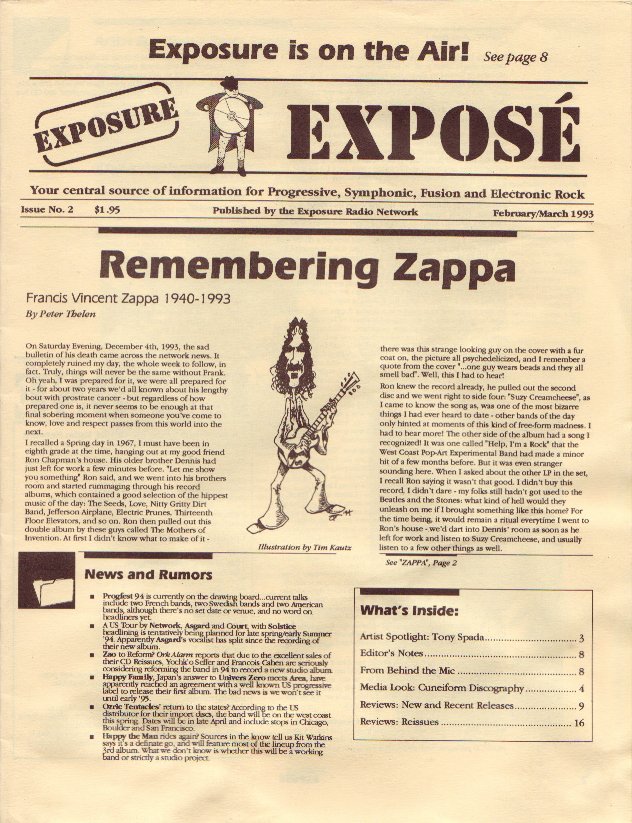 Exposure is on the Air! See page 8
EXPOSURE
EXPOSÉ
Your central source of information for Progressive, Symphonic, Fusion and Electronic Rock
Issue No. 2 $1.95 Published by the Exposure Radio Network February/March 1993
Remembering Zappa
Francis Vincent Zappa 1940-1993
By Peter Thelen
On Saturday Evening, December 4th, 1993, the sad
bulletin of his death came across the network news. It
completely ruined my day, the whole week to follow, in
fact. Truly, things will never be the same without Frank.
Oh yeah, I was prepared for it, we were all prepared for
it - for about two years we'd all known about his lengthy
bout with prostrate cancer - but regardless of how
prepared one is, it never seems to be enough at that
final sobering moment when someone you've come to
know, love and respect passes from this world into the
next.
I recalled a Spring day in 1967, I must have been in
eighth grade at the time, hanging out at my good friend
Ron Chapman's house. His older brother Dennis had
just left for work a few minutes before. "Let me show
you something" Ron said, and we went into his brothers
room and started rummaging through his record
albums, which contained a good selection of the hippest
music of the day: The Seeds, Love, Nitty Gritty Dirt
Band, Jefferson Airplane, Electric Prunes, Thirteenth
Floor Elevators, and so on. Ron then pulled out this
double album by these guys called The Mothers of
Invention. At first I didn't know what to make of it -
Illustration by Tim Kautz
there was this strange looking guy on the cover with a fur
coat on, the picture all psychedelicized, and I remember a
quote from the cover "...one guy wears beads and they all
smell bad". Well, this I had to hear!
Ron knew the record already, he pulled out the second
disc and we went right to side four: "Suzy Creamcheese", as
I came to know the song as, was one of the most bizarre
things I had ever heard to date - other bands of the day
only hinted at moments of this kind of free-form madness. I
had to hear more! The other side of the album had a song I
recognized! It was one called "Help, I'm a Rock" that the
West Coast Pop-Art Experimental Band had made a minor
hit of a few months before. But it was even stranger
sounding here. When I asked about the other LP in the set,
I recall Ron saying it wasn't that good. I didn't buy this
record, I didn't dare - my folks still hadn't got used to the
Beatles and the Stones: what kind of hell would they
unleash on me if I brought something like this home? For
the time being, it would remain a ritual everytime I went to
Ron's house - we'd dart into Dennis' room as soon as he
left for work and listen to Suzy Creamcheese, and usually
listen to a few other things as well.
See "ZAPPA", Page 2
News and Rumors
Progfest 94 is currently on the drawing board...current talks
include two French bands, two Swedish bands and two American
bands, although there's no set date or venue, and no word on
headliners yet.
A US Tour by Network, Asgard and Court, with Solstice
headlining is tentatively being planned for late spring/early Summer
'94. Apparently Asgard's vocalist has split since the recording of
their new album.
Zao to Reform? Ork Alarm reports that due to the excellent sales of
their CD Reissues, Yochk'o Seffer and Francois Cahen are seriously
considering reforming the band in 94 to record a new studio album.
Happy Family, Japan's answer to Univers Zero meets Area, have
apparently reached an agreement with a well known US progressive
label to release their first album. The bad news is we won't see it
until early '95.
Ozric Tentacles' return to the states? According to the US
distributor for their import discs, the band will be on the west coast
this spring. Dates will be in late April and include stops in Chicago,
Boulder and San Francisco.
Happy the Man rides again? Sources in the know tell us Kit Watkins
says it's a definate go, and will feature most of the lineup from the
3rd album. What we don't know is whether this will be a working
band or strictly a studio project.
What's Inside:
Artist Spotlight: Tony Spada....................... 3
Editor's Notes....................................... 8
From Behind the Mic .............................. 8
Media Look: Cuneiform Discography ............. 4
Reviews: New and Recent Releases................ 9
Reviews: Reissues ................................. 16